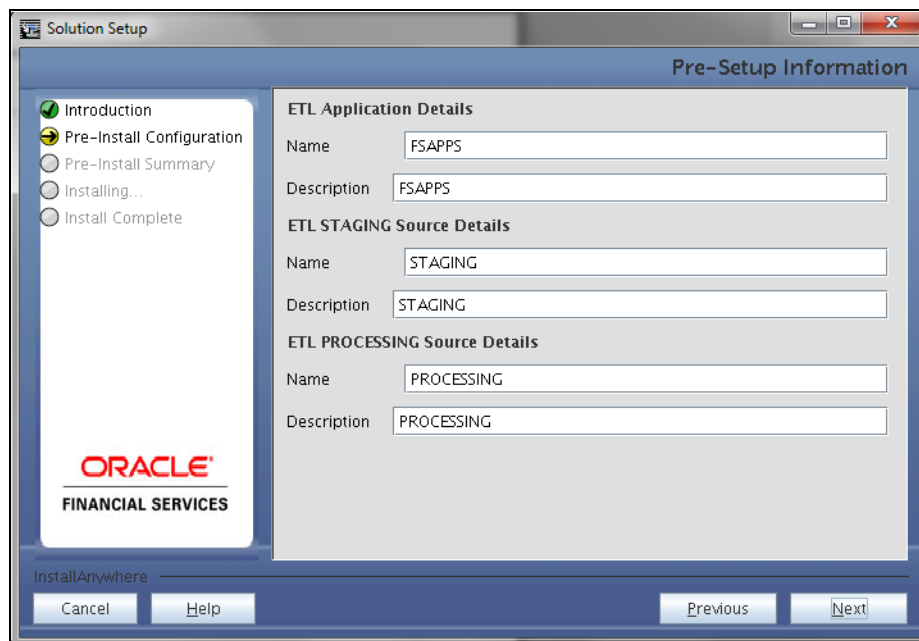 Solution Setup
Pre-Setup Information
Introduction
Pre-Install Configuration
Pre-Install Summary
Installing...
Install Complete
ORACLE®
FINANCIAL SERVICES
ETL Application Details
Name FSAPPS
Description FSAPPS
ETL STAGING Source Details
Name STAGING
Description STAGING
ETL PROCESSING Source Details
Name PROCESSING
Description PROCESSING
InstallAnywhere
Cancel Help Previous Next